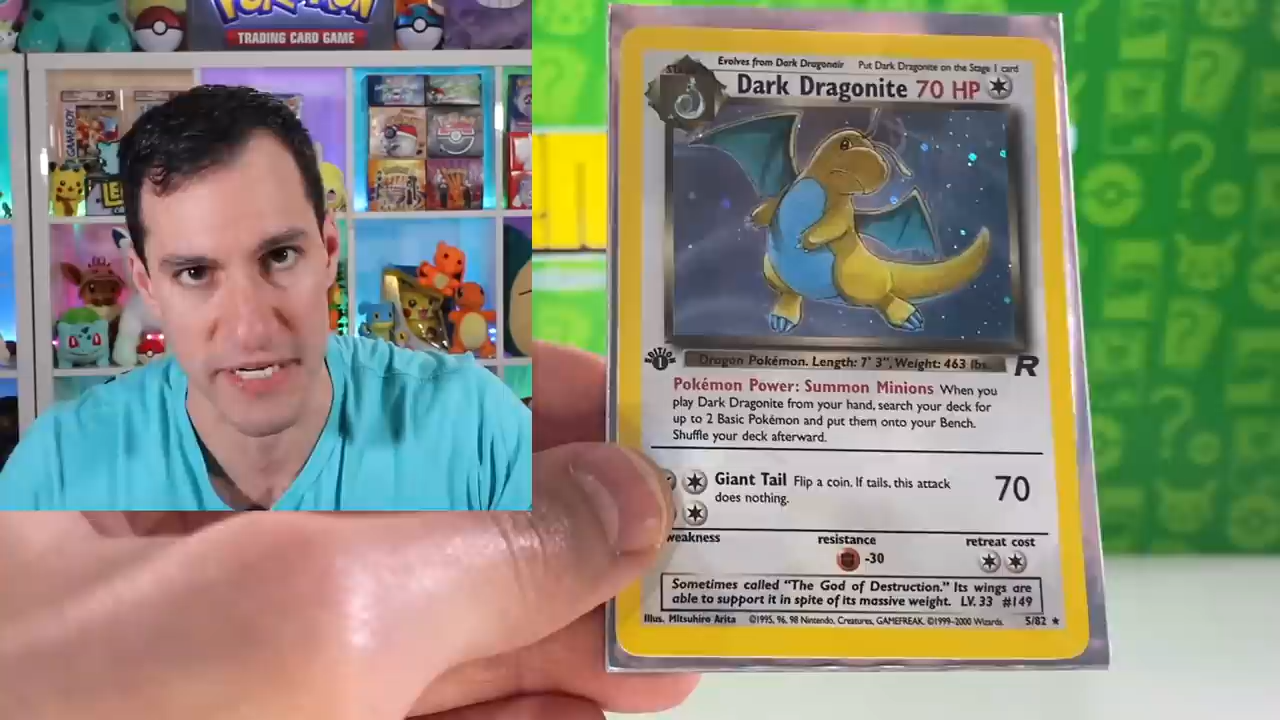 POKÉMON
TRADING CARD GAME
GAME BOY
Evolves from Dark Dragonair Put Dark Dragonite on the Stage 1 card
Dark Dragonite 70 HP
EDITION
1
Dragon Pokémon. Length: 7' 3", Weight: 463 lbs.
R
Pokémon Power: Summon Minions When you
play Dark Dragonite from your hand, search your deck for
up to 2 Basic Pokémon and put them onto your Bench.
Shuffle your deck afterward.
Giant Tail Flip a coin. If tails, this attack
does nothing.
70
weakness resistance retreat cost
-30
Sometimes called "The God of Destruction." Its wings are
able to support it in spite of its massive weight. LV. 33 #149
Illus. Mitsuhiro Arita ©1995, 96, 98 Nintendo, Creatures, GAMEFREAK. ©1999-2000 Wizards. 5/82